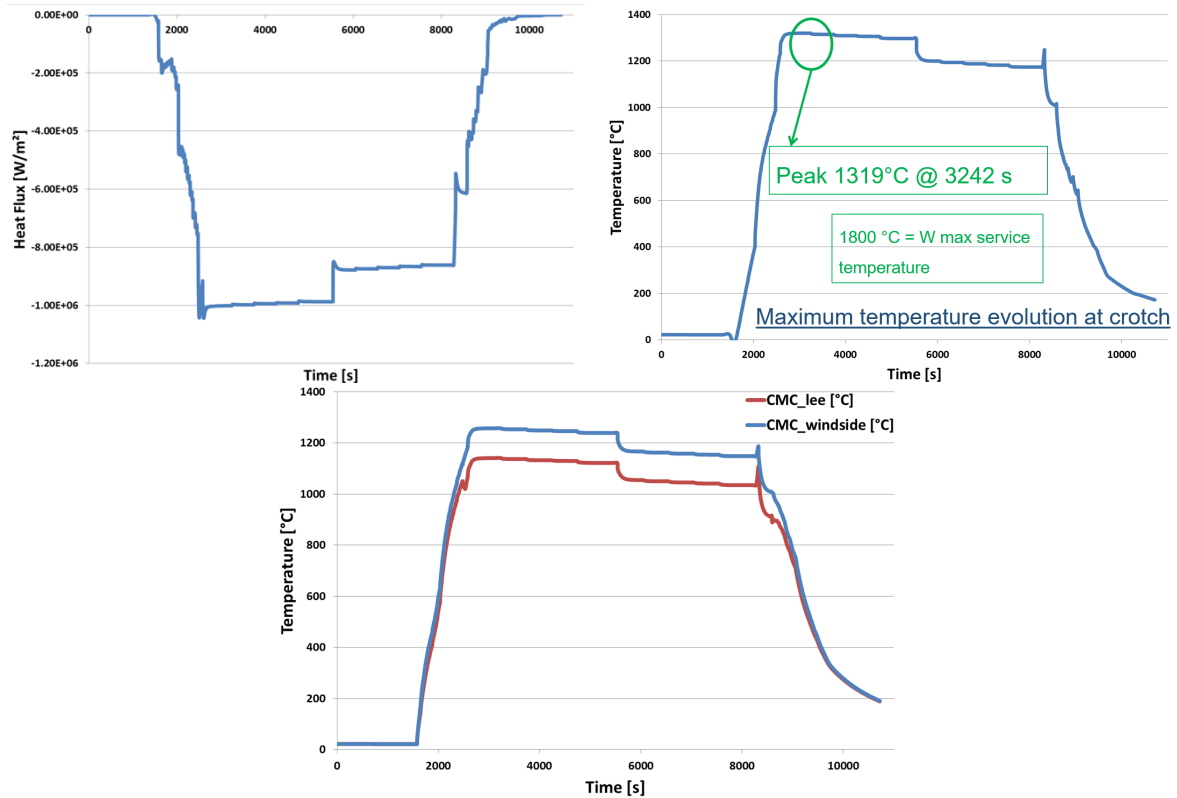 0.00E+00
0
2000
4000
6000
8000
10000
-2.00E+05
-4.00E+05
-6.00E+05
-8.00E+05
-1.00E+06
-1.20E+06
Heat Flux [W/m²]
Time [s]
1400
1200
1000
800
600
400
200
0
Temperature [°C]
Peak 1319°C @ 3242 s
1800 °C = W max service
temperature
Maximum temperature evolution at crotch
0
2000
4000
6000
8000
10000
Time [s]
1400
1200
1000
800
600
400
200
0
Temperature [°C]
CMC_lee [°C]
CMC_windside [°C]
0
2000
4000
6000
8000
10000
Time [s]